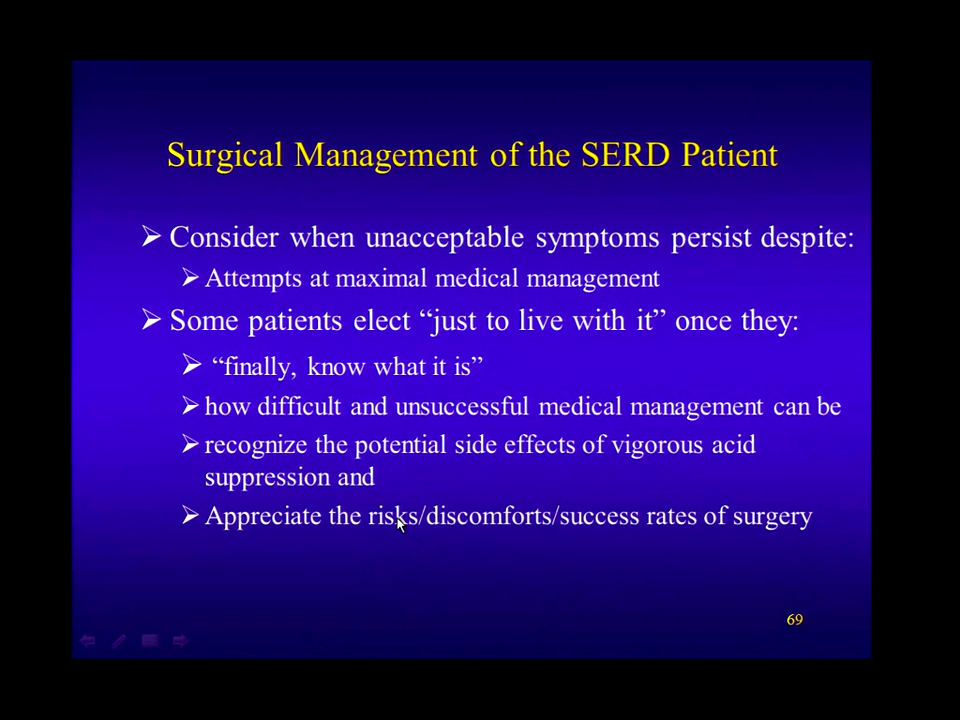 Surgical Management of the SERD Patient
➢ Consider when unacceptable symptoms persist despite:
➢ Attempts at maximal medical management
➢ Some patients elect “just to live with it” once they:
➢ “finally, know what it is”
➢ how difficult and unsuccessful medical management can be
➢ recognize the potential side effects of vigorous acid
suppression and
➢ Appreciate the risks/discomforts/success rates of surgery
69